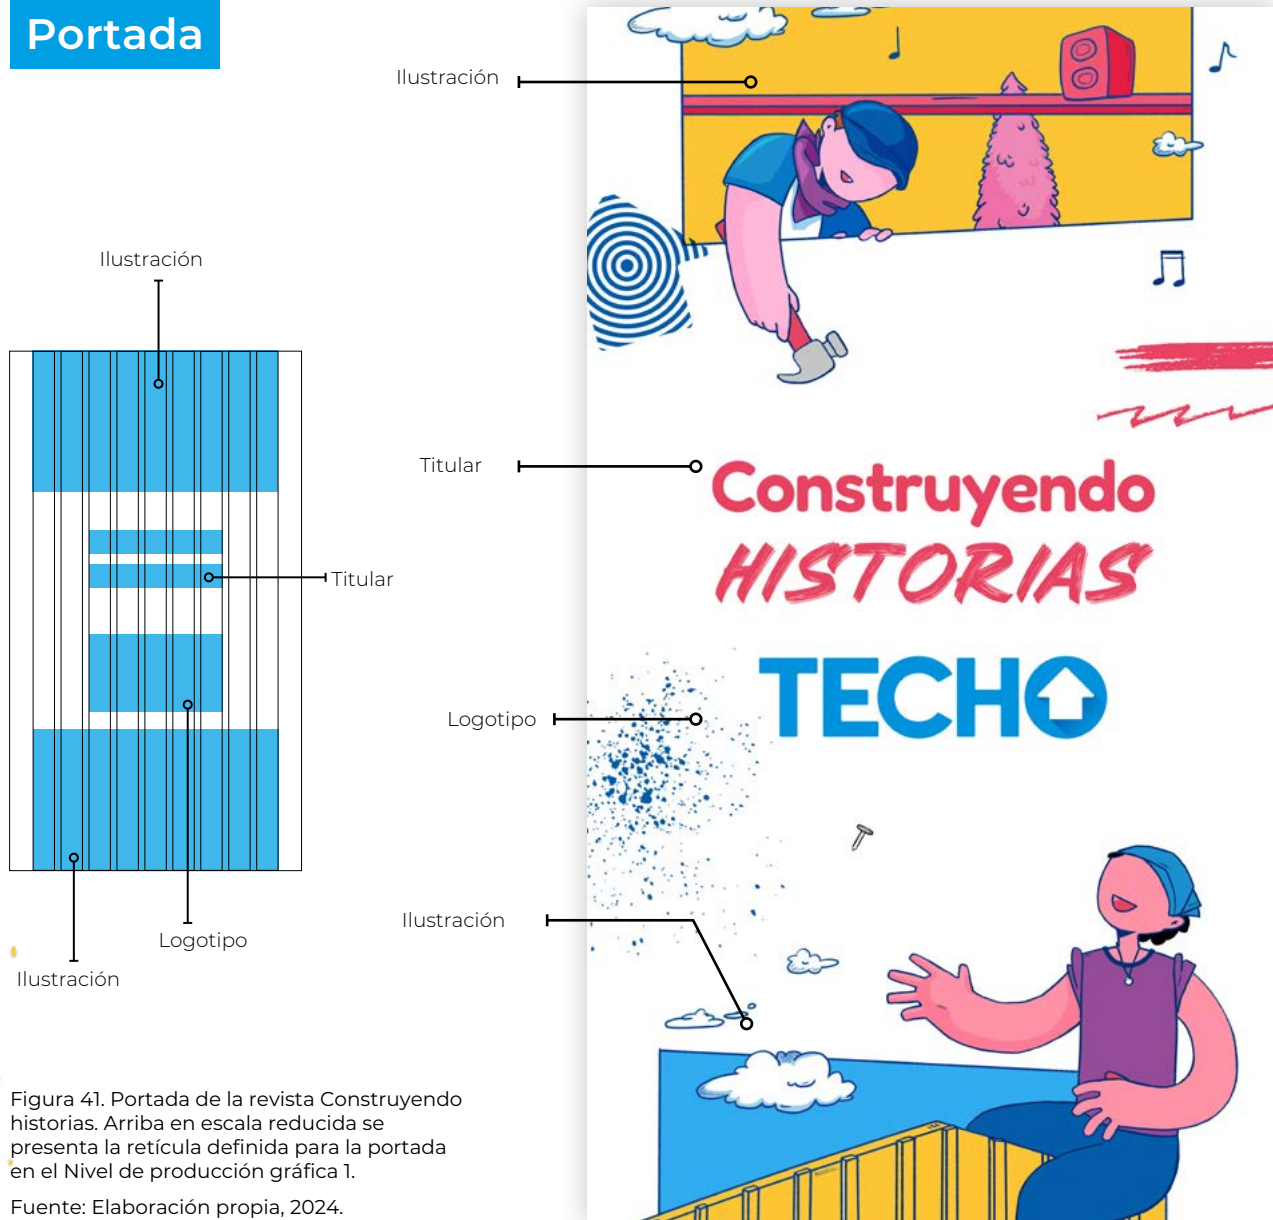 Portada
Ilustración
Ilustración
Titular
Construyendo
HISTORIAS
Titular
TECHO
Logotipo
Ilustración
Logotipo
Ilustración
Figura 41. Portada de la revista Construyendo
historias. Arriba en escala reducida se
presenta la retícula definida para la portada
en el Nivel de producción gráfica 1.
Fuente: Elaboración propia, 2024.